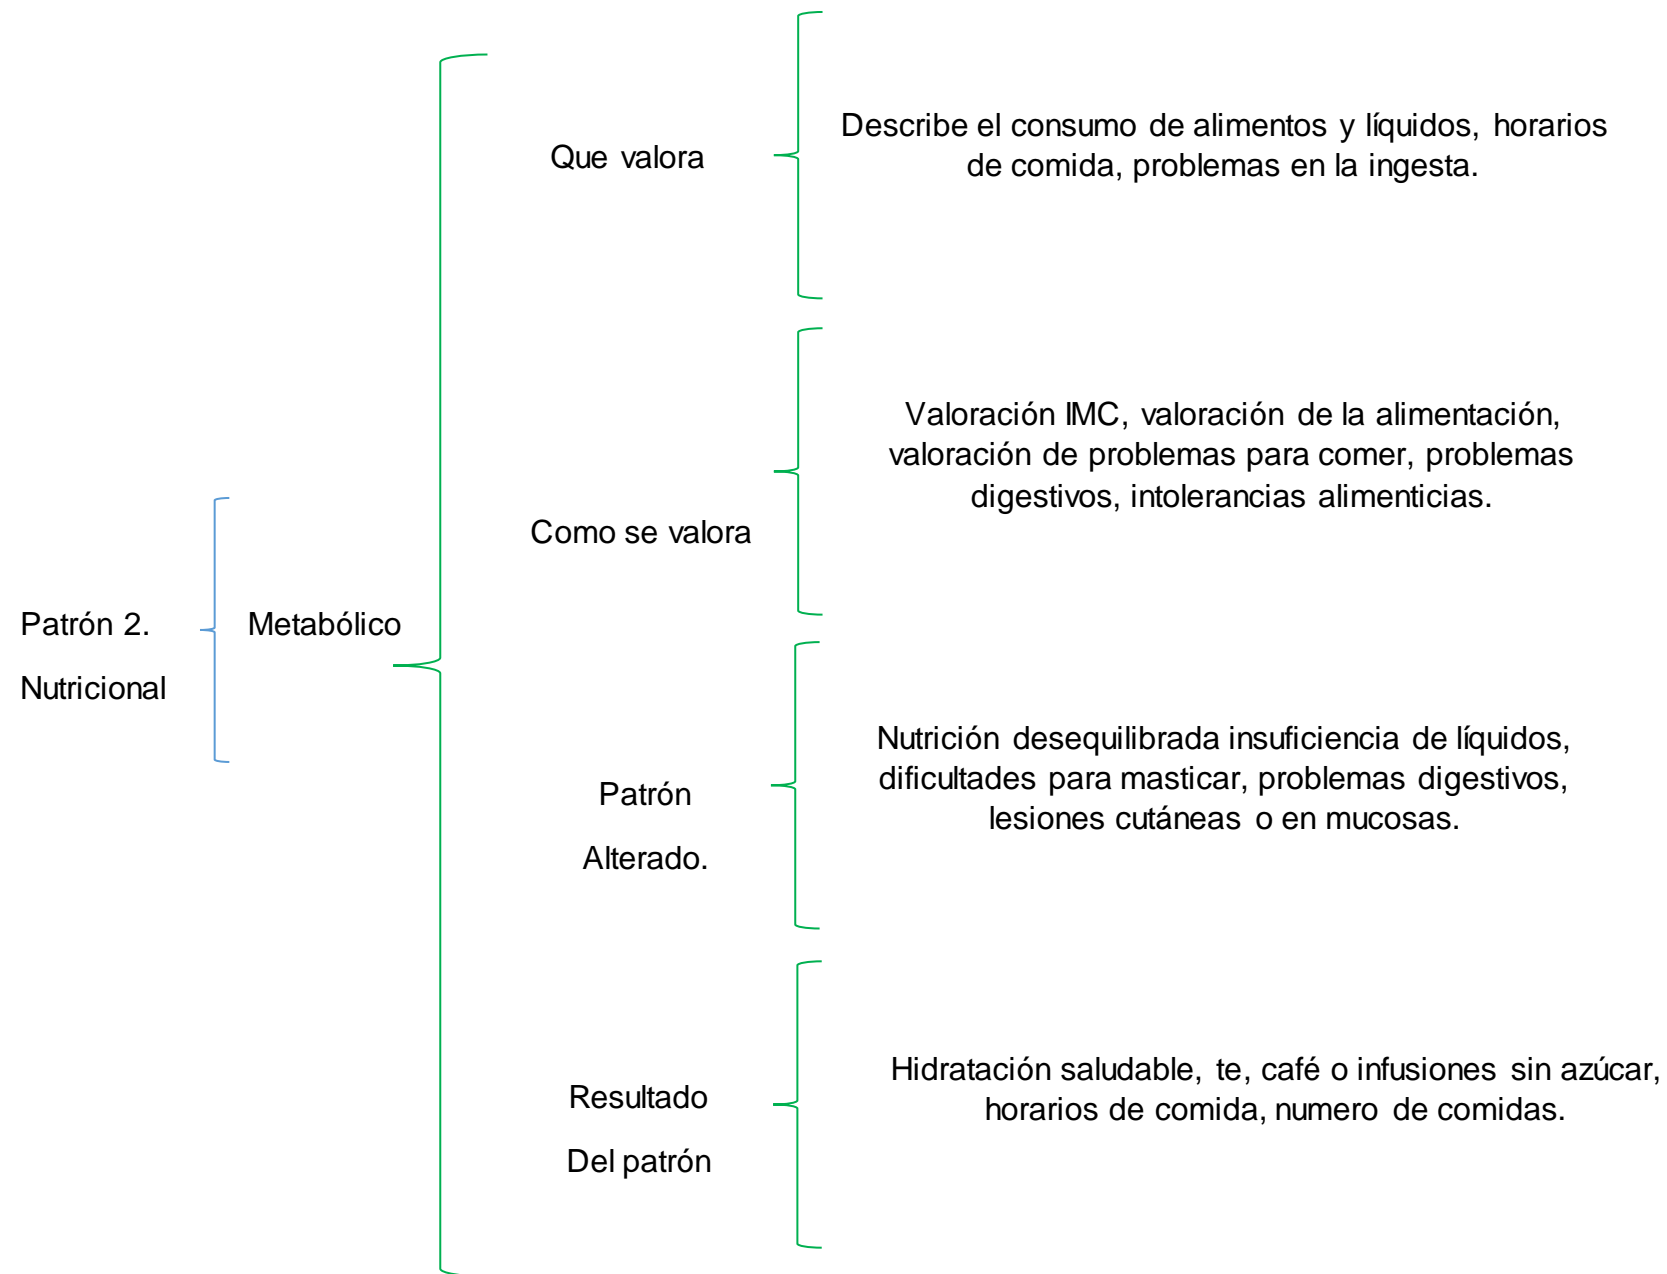 Patrón 2.
Nutricional
Metabólico
Que valora
Describe el consumo de alimentos y líquidos, horarios
de comida, problemas en la ingesta.
Como se valora
Valoración IMC, valoración de la alimentación,
valoración de problemas para comer, problemas
digestivos, intolerancias alimenticias.
Patrón
Alterado.
Nutrición desequilibrada insuficiencia de líquidos,
dificultades para masticar, problemas digestivos,
lesiones cutáneas o en mucosas.
Resultado
Del patrón
Hidratación saludable, te, café o infusiones sin azúcar,
horarios de comida, numero de comidas.